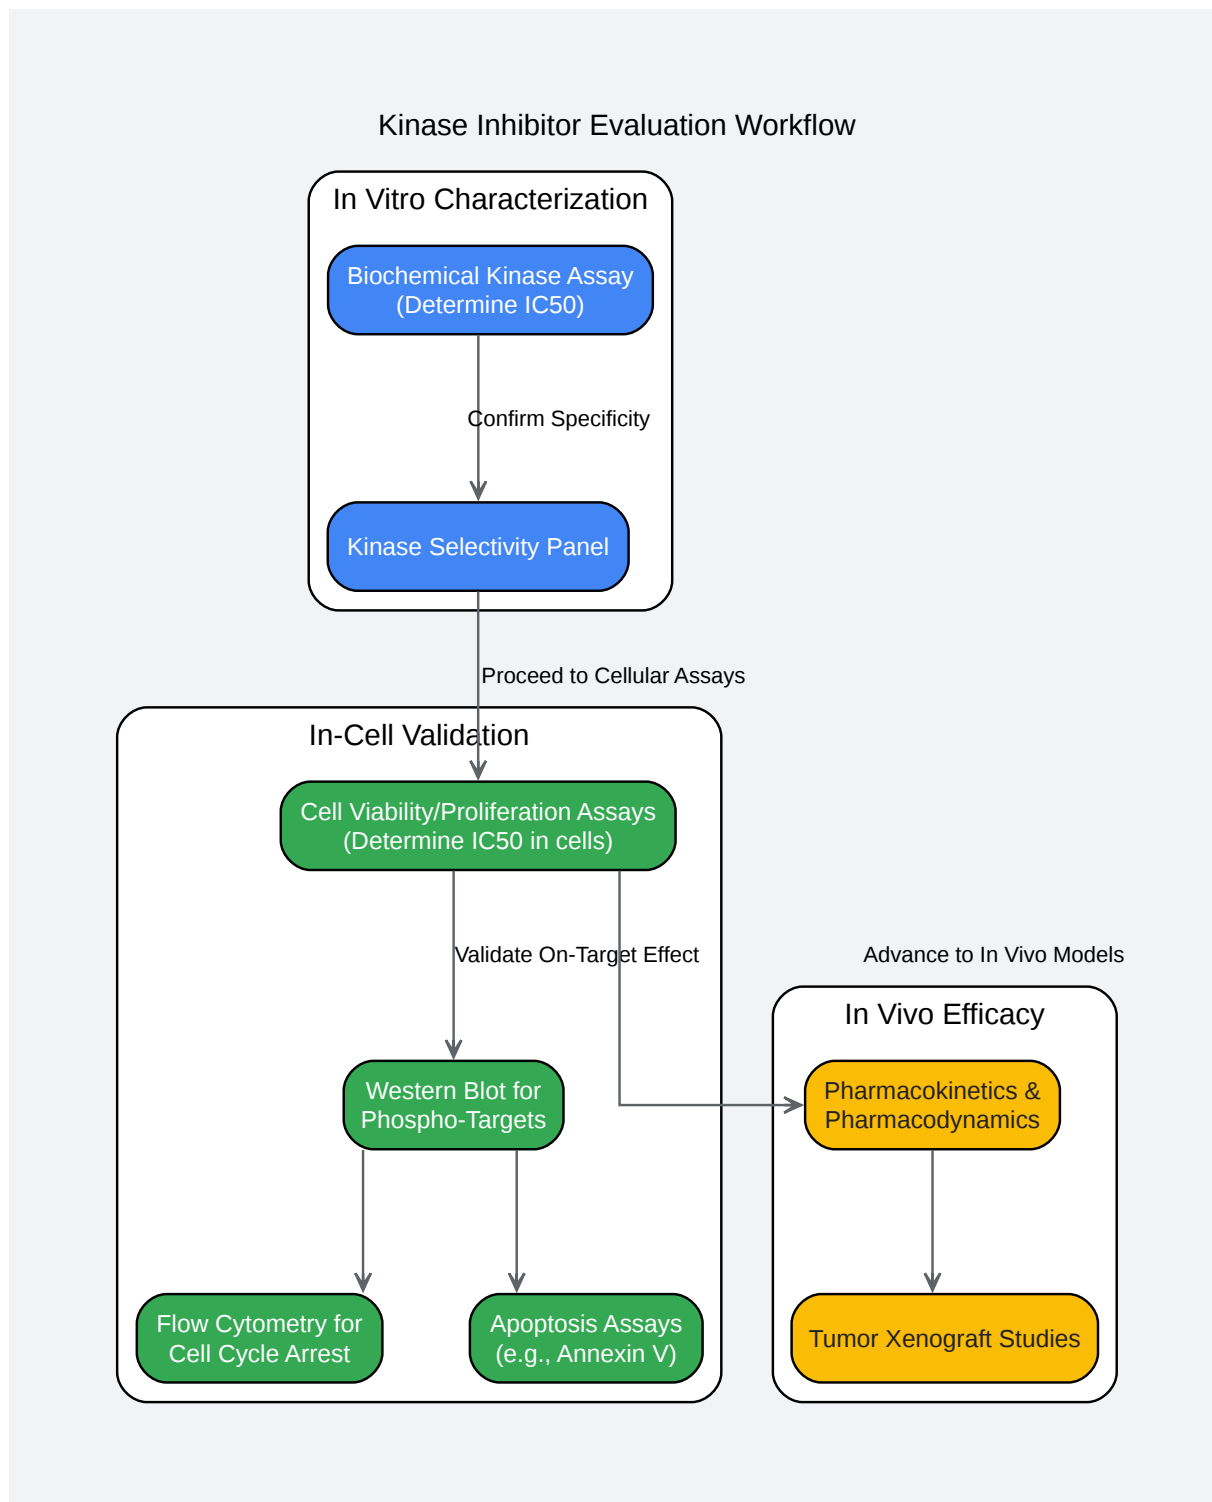 Kinase Inhibitor Evaluation Workflow
In Vitro Characterization
Biochemical Kinase Assay
(Determine IC50)
Confirm Specificity
Kinase Selectivity Panel
Proceed to Cellular Assays
In-Cell Validation
Cell Viability/Proliferation Assays
(Determine IC50 in cells)
Validate On-Target Effect
Advance to In Vivo Models
In Vivo Efficacy
Western Blot for
Phospho-Targets
Pharmacokinetics &
Pharmacodynamics
Flow Cytometry for
Cell Cycle Arrest
Apoptosis Assays
(e.g., Annexin V)
Tumor Xenograft Studies